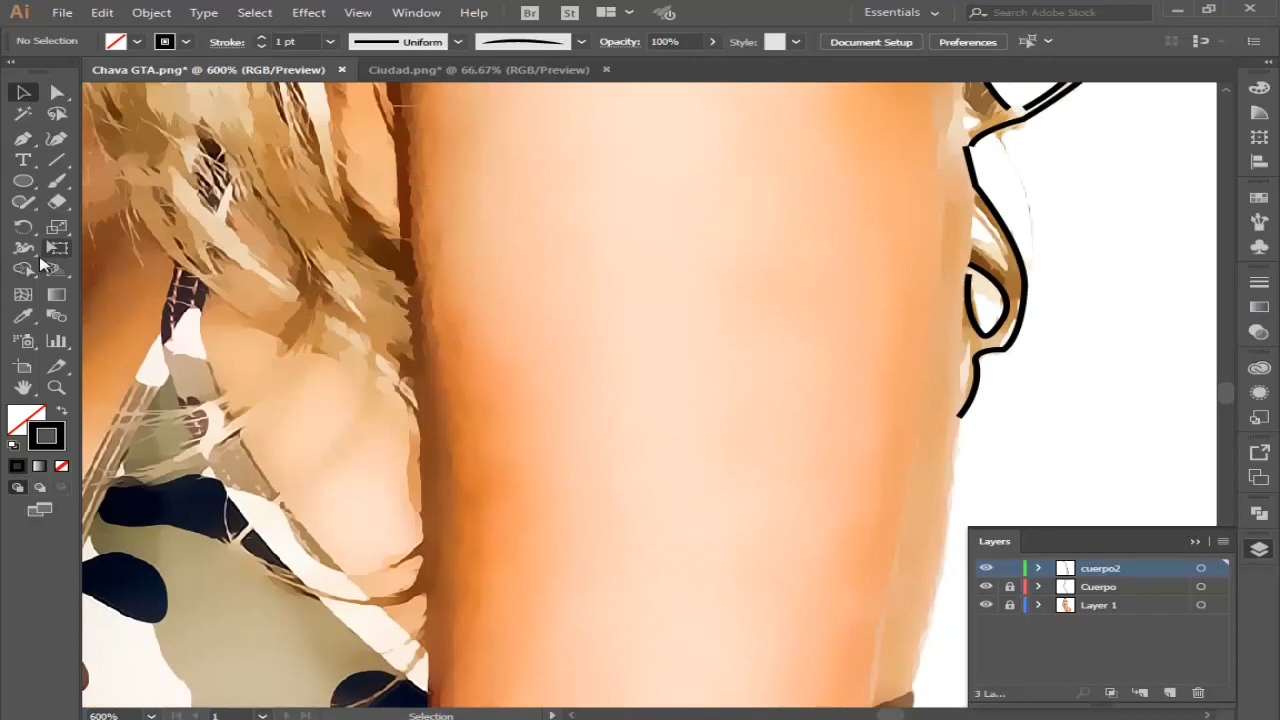 Ai File Edit Object Type Select Effect View Window Help Br St Essentials Search Adobe Stock
No Selection Stroke: 1 pt Uniform Opacity: 100% Style: Document Setup Preferences
Chava GTA.png* @ 600% (RGB/Preview) × Ciudad.png* @ 66.67% (RGB/Preview) ×
T
Layers
cuerpo2
Cuerpo
Layer 1
3 La...
600% 1 Selection